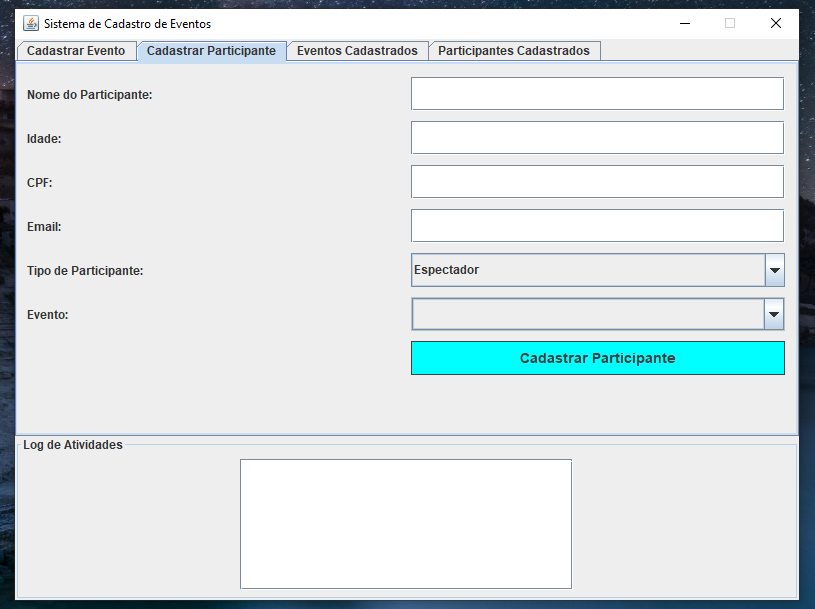 Sistema de Cadastro de Eventos
Cadastrar Evento
Cadastrar Participante
Eventos Cadastrados
Participantes Cadastrados
Nome do Participante:
Idade:
CPF:
Email:
Tipo de Participante:
Espectador
Evento:
Cadastrar Participante
Log de Atividades